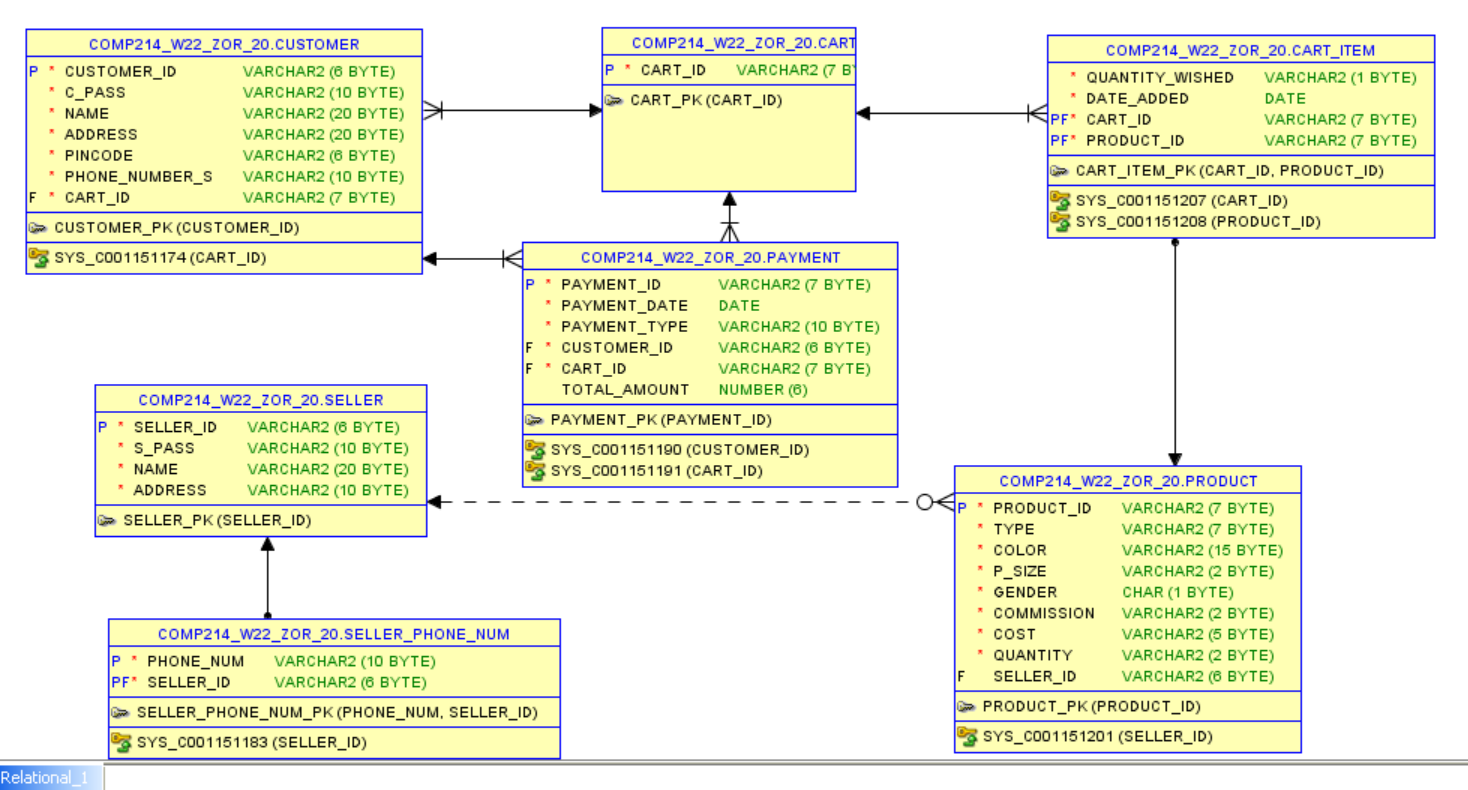 COMP214_W22_ZOR_20.CUSTOMER
P * CUSTOMER_ID VARCHAR2 (6 BYTE)
* C_PASS VARCHAR2 (10 BYTE)
* NAME VARCHAR2 (20 BYTE)
* ADDRESS VARCHAR2 (20 BYTE)
* PINCODE VARCHAR2 (6 BYTE)
* PHONE_NUMBER_S VARCHAR2 (10 BYTE)
F * CART_ID VARCHAR2 (7 BYTE)
CUSTOMER_PK (CUSTOMER_ID)
SYS_C001151174 (CART_ID)
COMP214_W22_ZOR_20.CART
P * CART_ID VARCHAR2 (7 B
CART_PK (CART_ID)
COMP214_W22_ZOR_20.CART_ITEM
* QUANTITY_WISHED VARCHAR2 (1 BYTE)
* DATE_ADDED DATE
PF* CART_ID VARCHAR2 (7 BYTE)
PF* PRODUCT_ID VARCHAR2 (7 BYTE)
CART_ITEM_PK (CART_ID, PRODUCT_ID)
SYS_C001151207 (CART_ID)
SYS_C001151208 (PRODUCT_ID)
COMP214_W22_ZOR_20.PAYMENT
P * PAYMENT_ID VARCHAR2 (7 BYTE)
* PAYMENT_DATE DATE
* PAYMENT_TYPE VARCHAR2 (10 BYTE)
F * CUSTOMER_ID VARCHAR2 (6 BYTE)
F * CART_ID VARCHAR2 (7 BYTE)
TOTAL_AMOUNT NUMBER (6)
PAYMENT_PK (PAYMENT_ID)
SYS_C001151190 (CUSTOMER_ID)
SYS_C001151191 (CART_ID)
COMP214_W22_ZOR_20.SELLER
P * SELLER_ID VARCHAR2 (6 BYTE)
* S_PASS VARCHAR2 (10 BYTE)
* NAME VARCHAR2 (20 BYTE)
* ADDRESS VARCHAR2 (10 BYTE)
SELLER_PK (SELLER_ID)
COMP214_W22_ZOR_20.PRODUCT
P * PRODUCT_ID VARCHAR2 (7 BYTE)
* TYPE VARCHAR2 (7 BYTE)
* COLOR VARCHAR2 (15 BYTE)
* P_SIZE VARCHAR2 (2 BYTE)
* GENDER CHAR (1 BYTE)
* COMMISSION VARCHAR2 (2 BYTE)
* COST VARCHAR2 (5 BYTE)
* QUANTITY VARCHAR2 (2 BYTE)
F SELLER_ID VARCHAR2 (6 BYTE)
PRODUCT_PK (PRODUCT_ID)
SYS_C001151201 (SELLER_ID)
COMP214_W22_ZOR_20.SELLER_PHONE_NUM
P * PHONE_NUM VARCHAR2 (10 BYTE)
PF* SELLER_ID VARCHAR2 (6 BYTE)
SELLER_PHONE_NUM_PK (PHONE_NUM, SELLER_ID)
SYS_C001151183 (SELLER_ID)
Relational_1